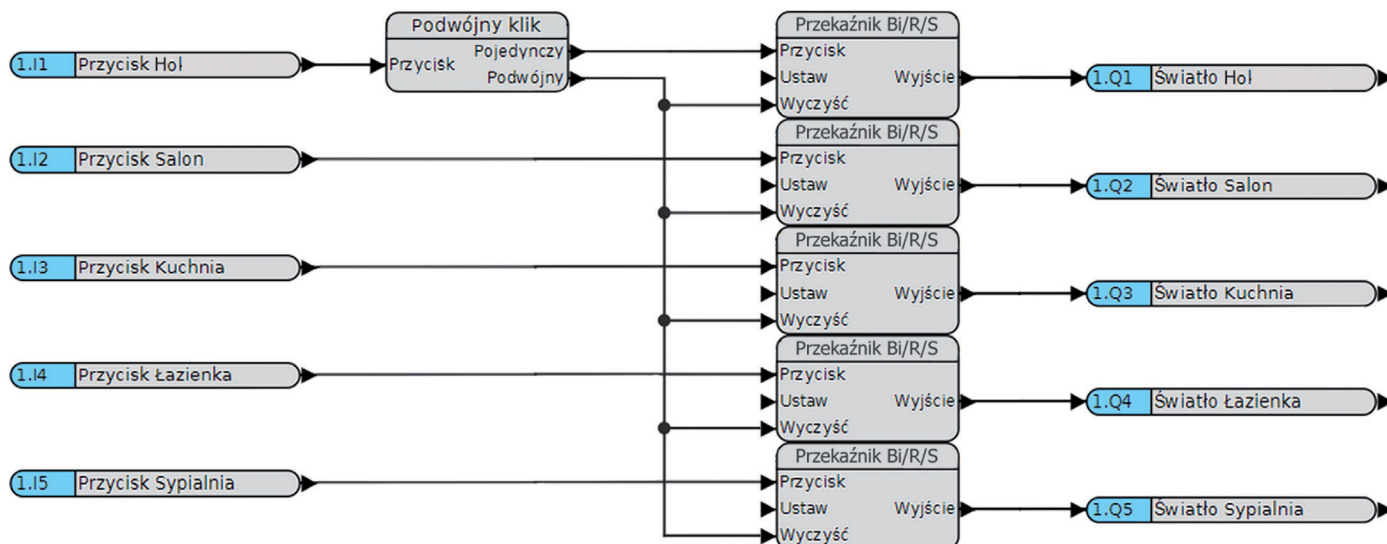 Podwójny klik
Przycisk
Pojedynczy
Podwójny
1.I1 Przycisk Hol
Przekaźnik Bi/R/S
Przycisk
Ustaw Wyjście
Wyczyść
1.Q1 Światło Hol
1.I2 Przycisk Salon
Przekaźnik Bi/R/S
Przycisk
Ustaw Wyjście
Wyczyść
1.Q2 Światło Salon
1.I3 Przycisk Kuchnia
Przekaźnik Bi/R/S
Przycisk
Ustaw Wyjście
Wyczyść
1.Q3 Światło Kuchnia
1.I4 Przycisk Łazienka
Przekaźnik Bi/R/S
Przycisk
Ustaw Wyjście
Wyczyść
1.Q4 Światło Łazienka
1.I5 Przycisk Sypialnia
Przekaźnik Bi/R/S
Przycisk
Ustaw Wyjście
Wyczyść
1.Q5 Światło Sypialnia